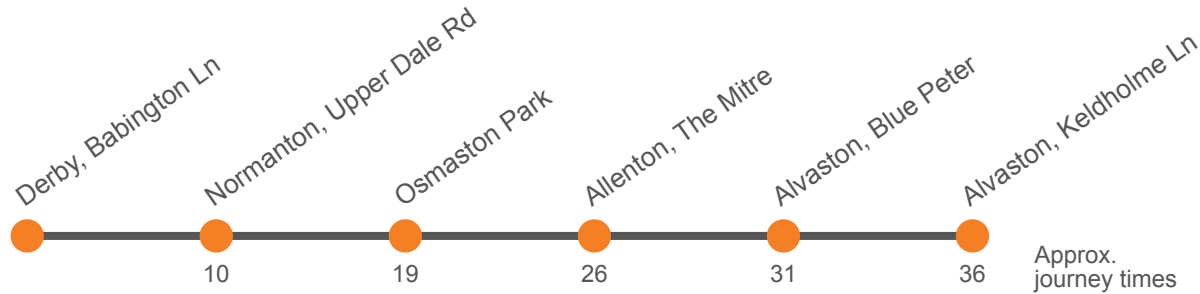 Derby, Babington Ln
Normanton, Upper Dale Rd
Osmaston Park
Allenton, The Mitre
Alvaston, Blue Peter
Alvaston, Keldholme Ln
10
19
26
31
36
Approx.
journey times